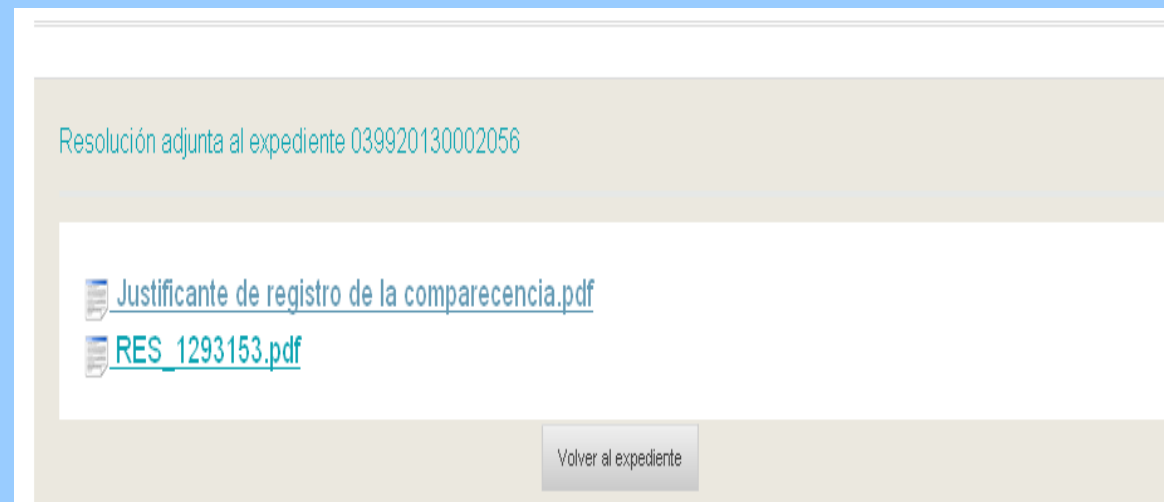 Resolución adjunta al expediente 039920130002056
Justificante de registro de la comparecencia.pdf
RES_1293153.pdf
Volver al expediente